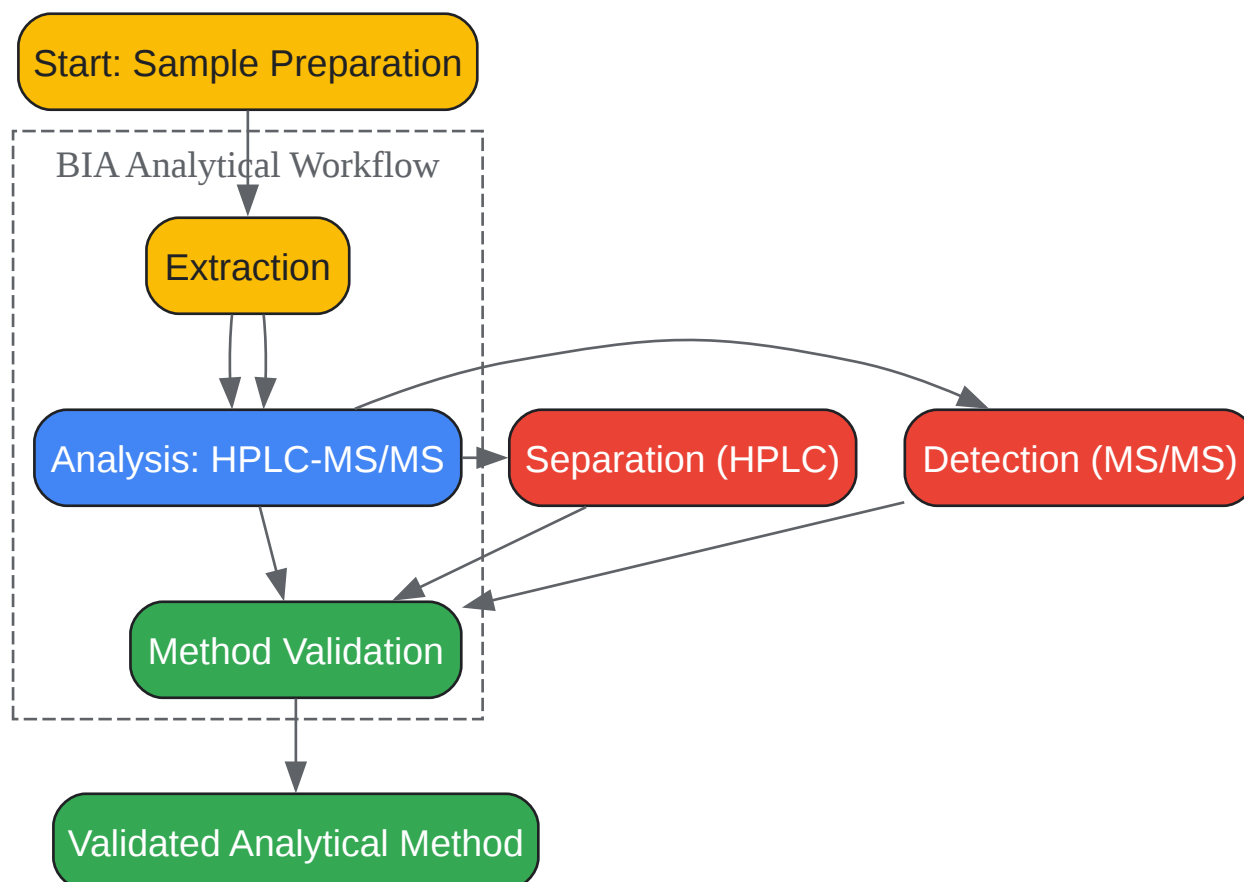 Start: Sample Preparation
BIA Analytical Workflow
Extraction
Analysis: HPLC-MS/MS
Separation (HPLC)
Detection (MS/MS)
Method Validation
Validated Analytical Method